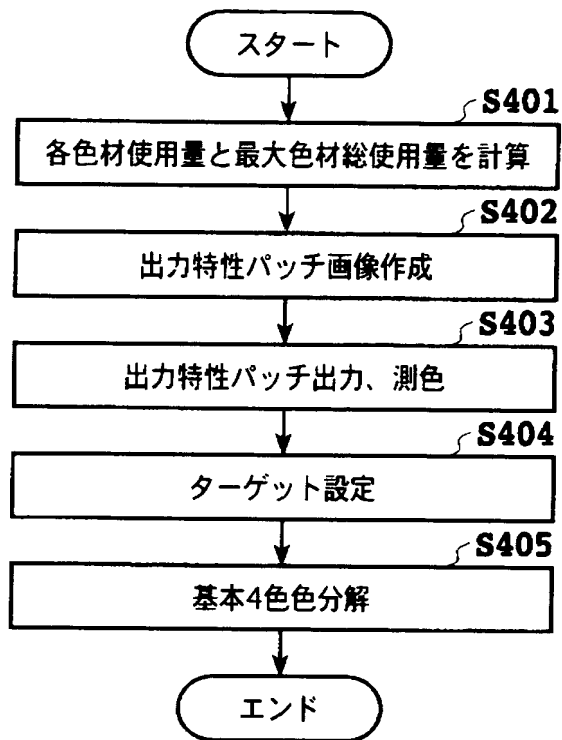 スタート
S401
各色材使用量と最大色材総使用量を計算
S402
出力特性パッチ画像作成
S403
出力特性パッチ出力、測色
S404
ターゲット設定
S405
基本4色色分解
エンド